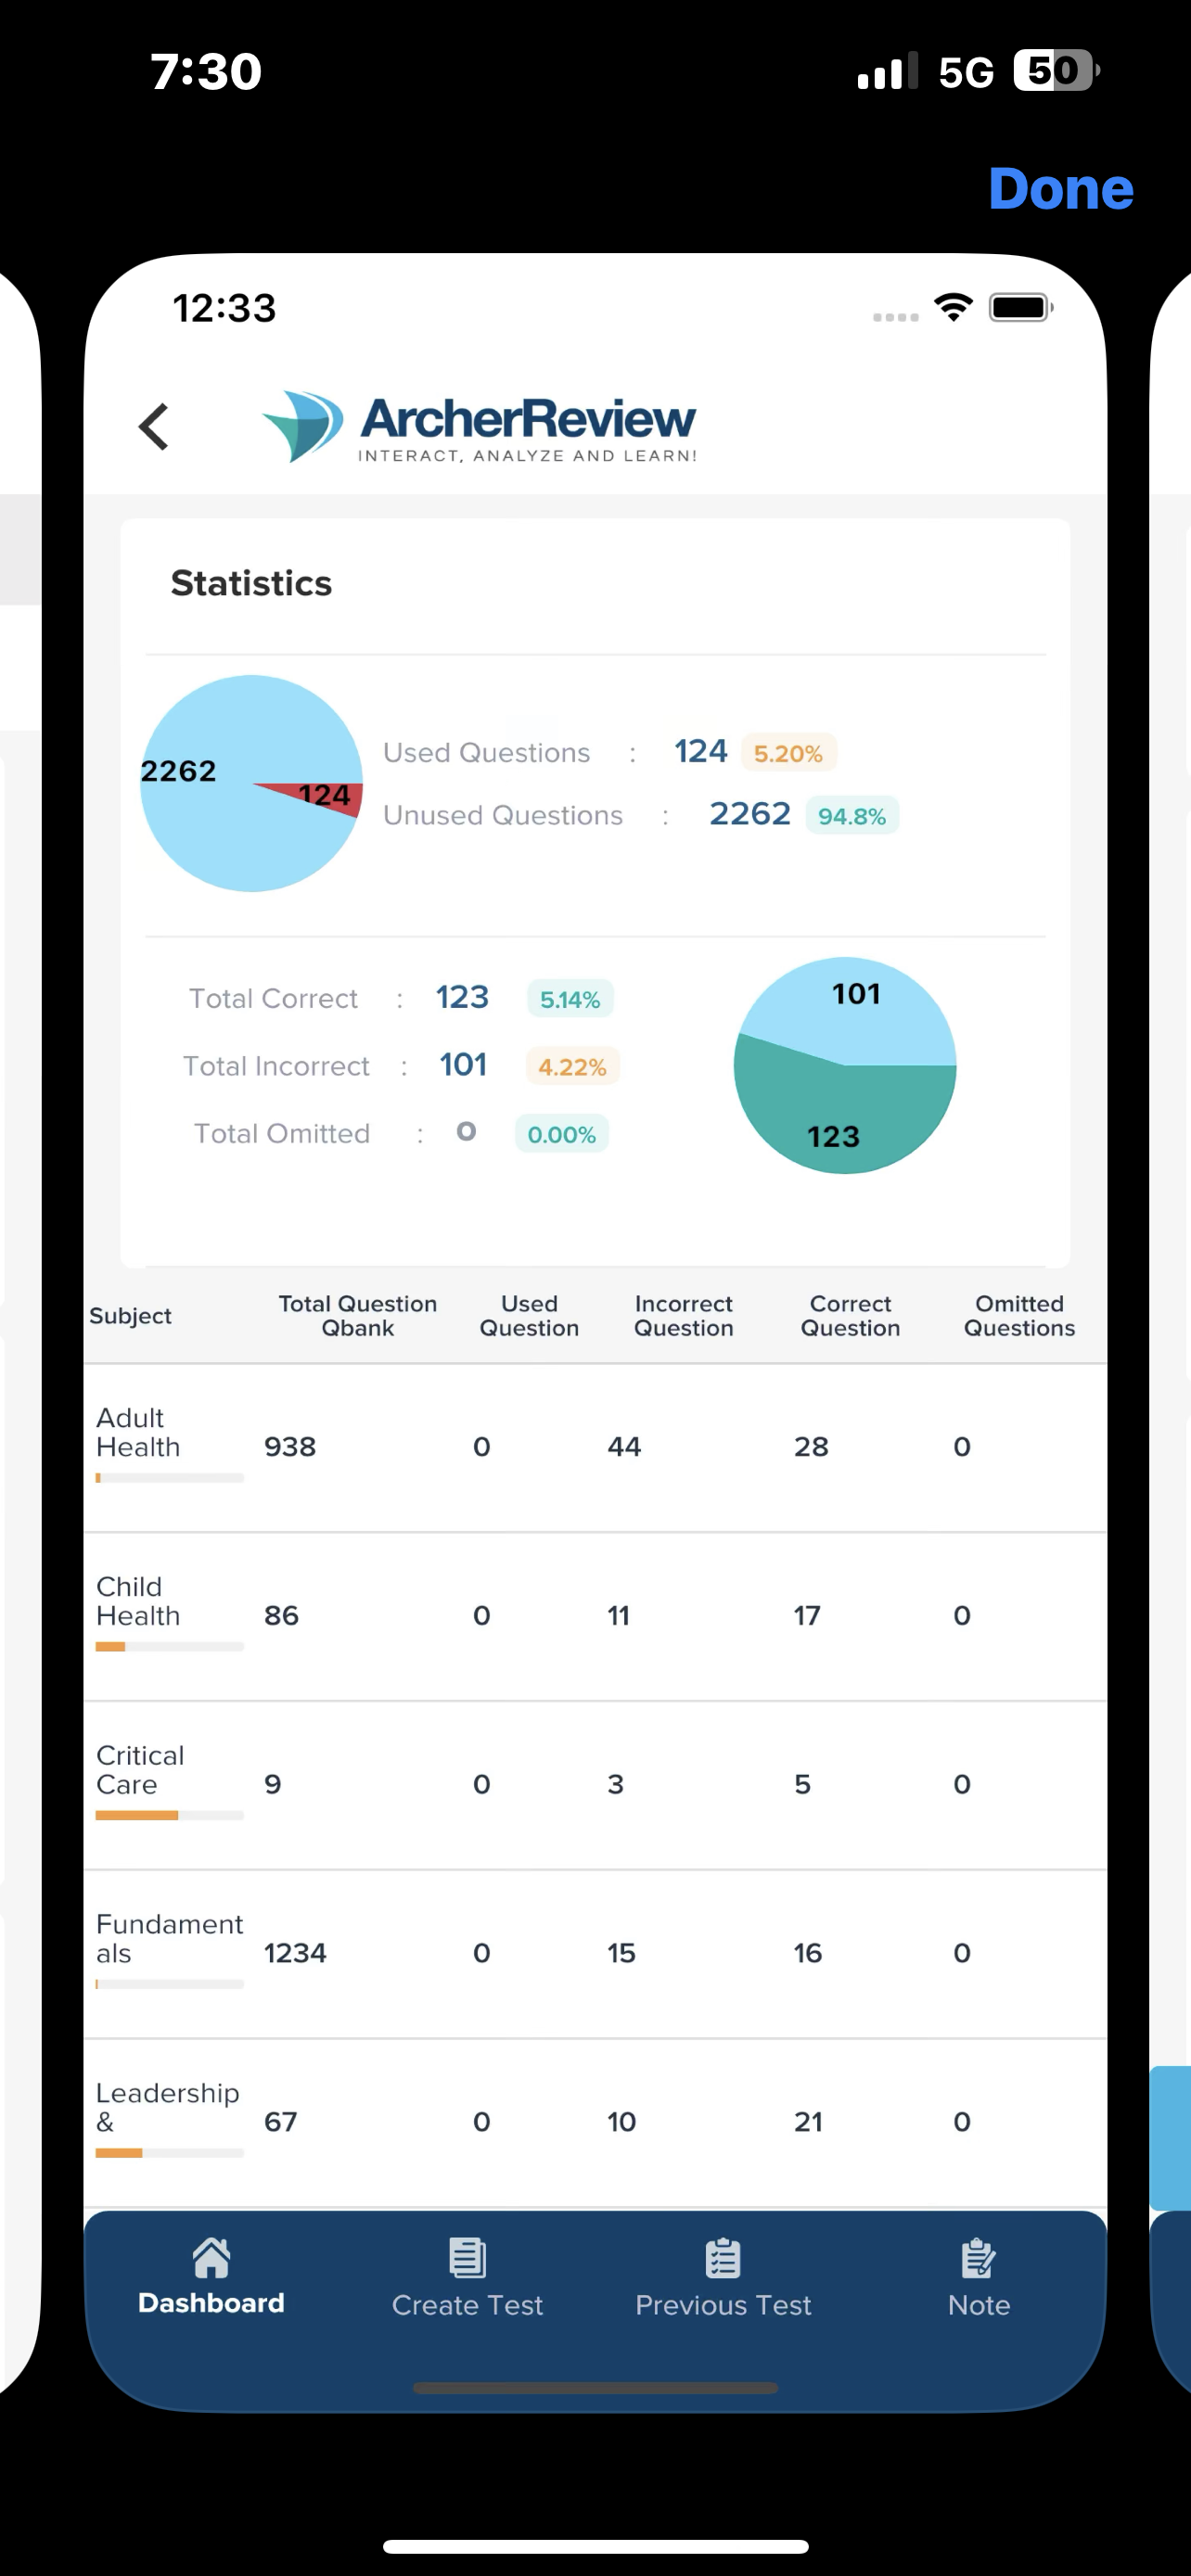 7:30
5G 50
Done
12:33
ArcherReview
INTERACT, ANALYZE AND LEARN!
Statistics
2262
124
Used Questions : 124 5.20%
Unused Questions : 2262 94.8%
Total Correct : 123 5.14%
Total Incorrect : 101 4.22%
Total Omitted : 0 0.00%
101
123
Subject
Total Question
Qbank
Used
Question
Incorrect
Question
Correct
Question
Omitted
Questions
Adult
Health
938 0 44 28 0
Child
Health
86 0 11 17 0
Critical
Care
9 0 3 5 0
Fundament
als
1234 0 15 16 0
Leadership
&
67 0 10 21 0
Dashboard
Create Test
Previous Test
Note